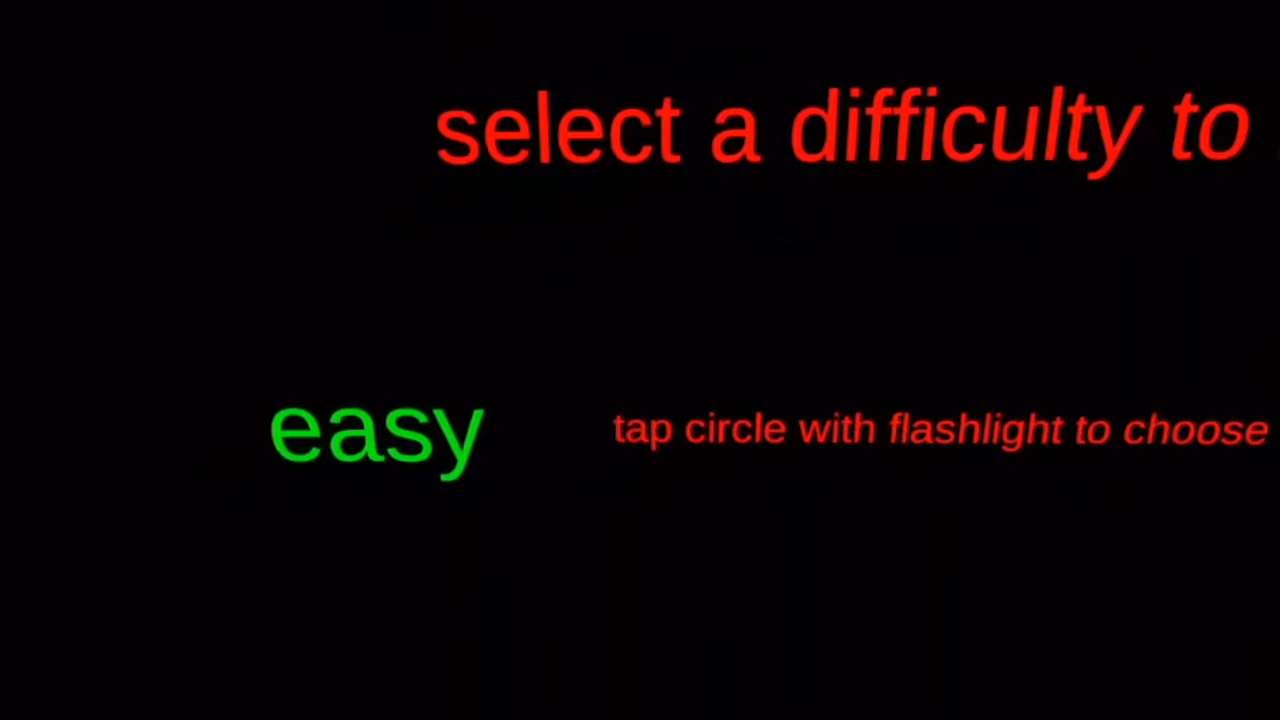 select a difficulty to
easy
tap circle with flashlight to choose